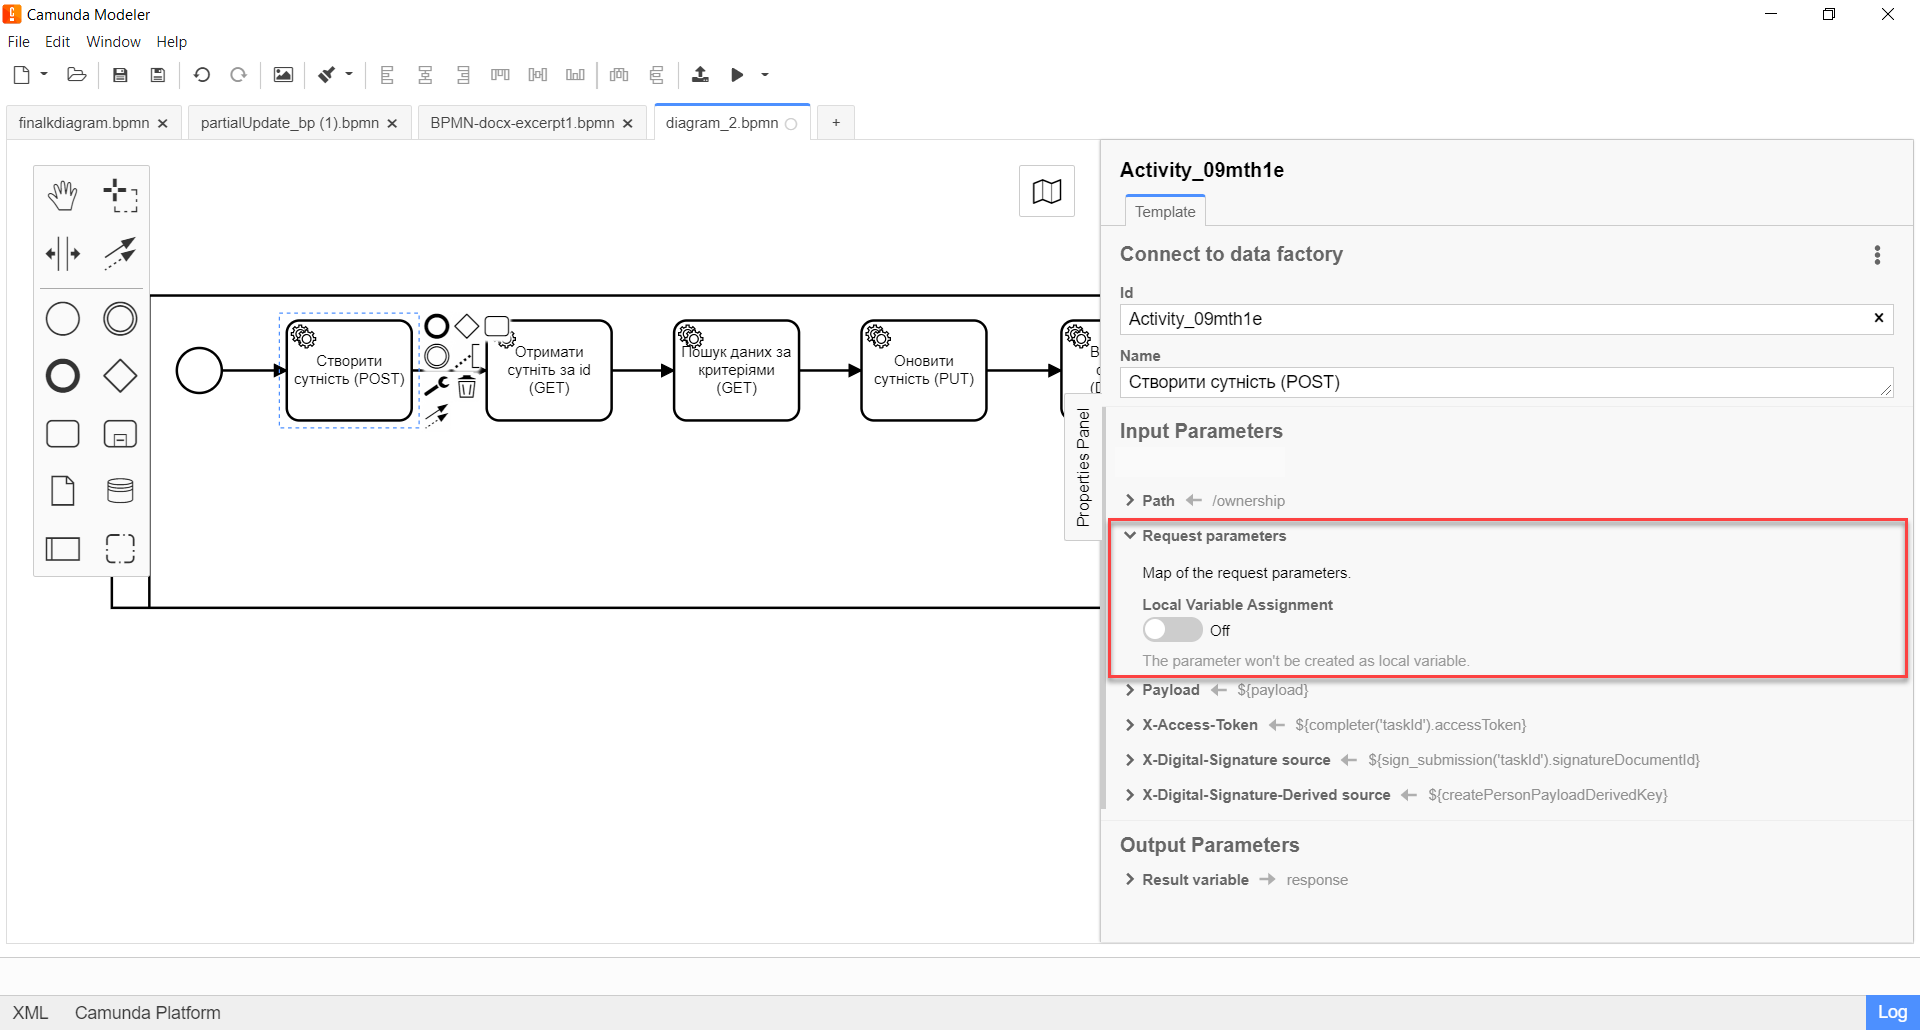 Camunda Modeler
File Edit Window Help
finalkdiagram.bpmn
partialUpdate_bp (1).bpmn
BPMN-docx-excerpt1.bpmn
diagram_2.bpmn
+
Створити
сутність (POST)
Отримати
сутніть за id
(GET)
Пошук даних за
критеріями
(GET)
Оновити
сутність (PUT)
Properties Panel
Activity_09mth1e
Template
Connect to data factory
Id
Activity_09mth1e
Name
Створити сутність (POST)
Input Parameters
Path ← /ownership
Request parameters
Map of the request parameters.
Local Variable Assignment
Off
The parameter won't be created as local variable.
Payload ← ${payload}
X-Access-Token ← ${completer('taskId').accessToken}
X-Digital-Signature source ← ${sign_submission('taskId').signatureDocumentId}
X-Digital-Signature-Derived source ← ${createPersonPayloadDerivedKey}
Output Parameters
Result variable → response
XML Camunda Platform
Log